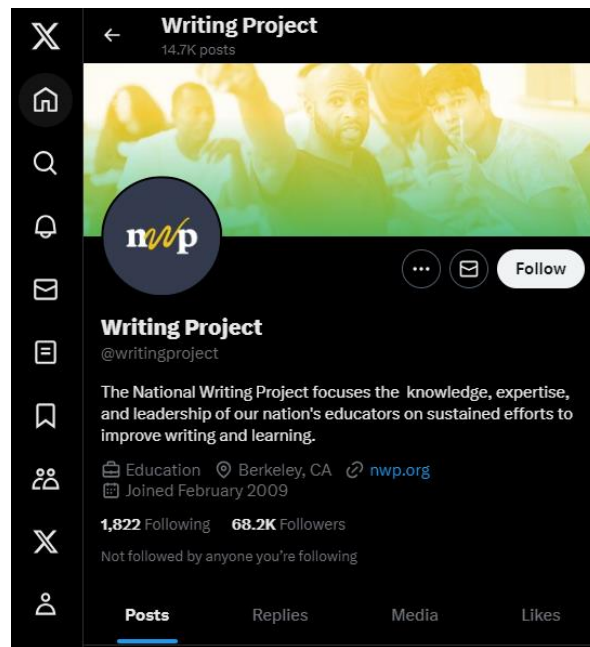 Writing Project
14.7K posts
nwp
Follow
Writing Project
@writingproject
The National Writing Project focuses the knowledge, expertise,
and leadership of our nation's educators on sustained efforts to
improve writing and learning.
Education Berkeley, CA nwp.org
Joined February 2009
1,822 Following 68.2K Followers
Not followed by anyone you're following
Posts Replies Media Likes